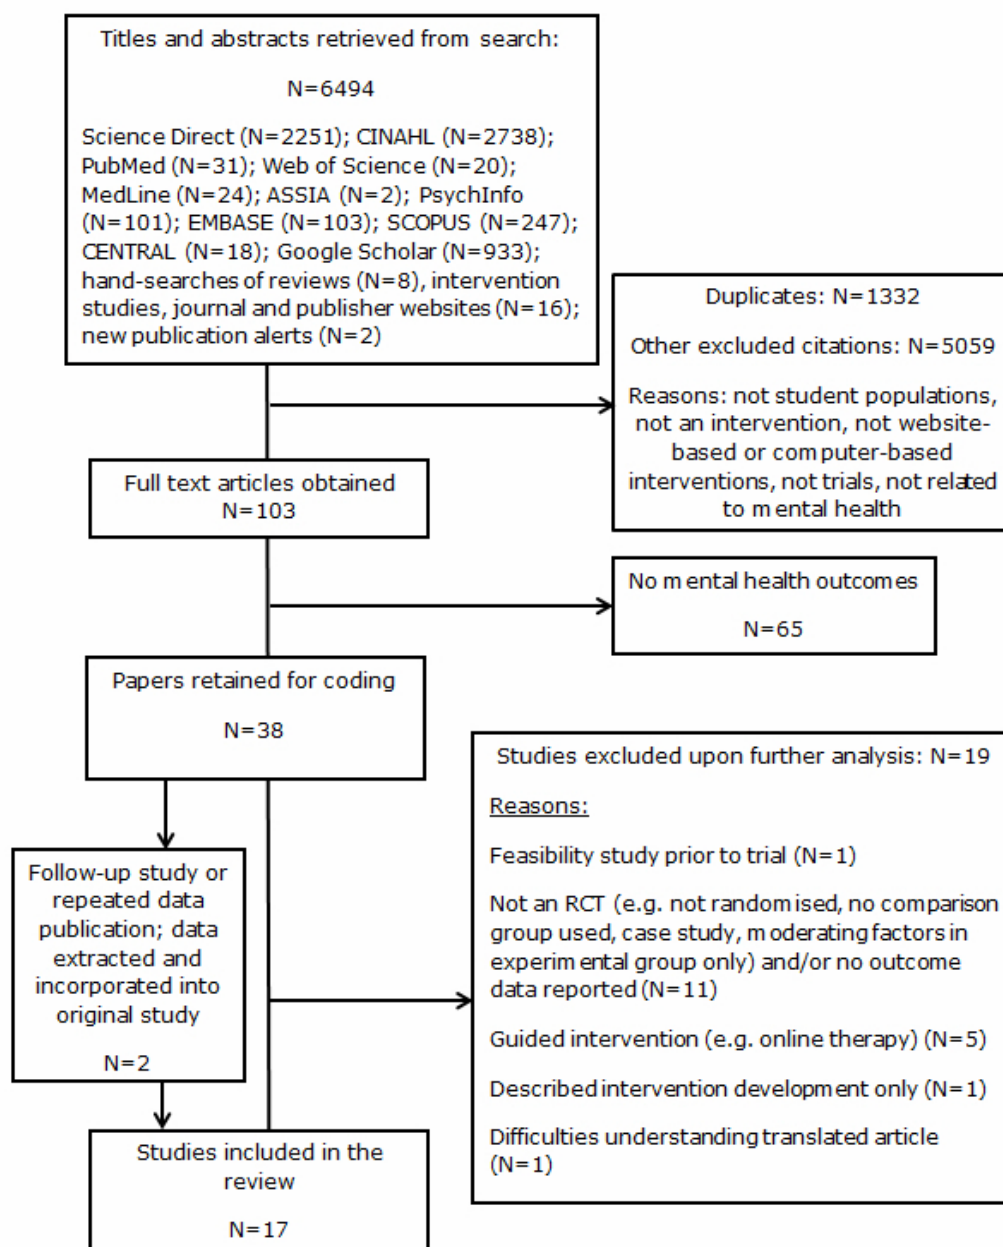 Titles and abstracts retrieved from search:
N=6494
Science Direct (N=2251); CINAHL (N=2738);
PubMed (N=31); Web of Science (N=20);
MedLine (N=24); ASSIA (N=2); PsychInfo
(N=101); EMBASE (N=103); SCOPUS (N=247);
CENTRAL (N=18); Google Scholar (N=933);
hand-searches of reviews (N=8), intervention
studies, journal and publisher websites (N=16);
new publication alerts (N=2)
Duplicates: N=1332
Other excluded citations: N=5059
Reasons: not student populations,
not an intervention, not website-
based or computer-based
interventions, not trials, not related
to mental health
Full text articles obtained
N=103
No mental health outcomes
N=65
Papers retained for coding
N=38
Studies excluded upon further analysis: N=19
Reasons:
Feasibility study prior to trial (N=1)
Not an RCT (e.g. not randomised, no comparison
group used, case study, moderating factors in
experimental group only) and/or no outcome
data reported (N=11)
Guided intervention (e.g. online therapy) (N=5)
Described intervention development only (N=1)
Difficulties understanding translated article
(N=1)
Follow-up study or
repeated data
publication; data
extracted and
incorporated into
original study
N=2
Studies included in the
review
N=17